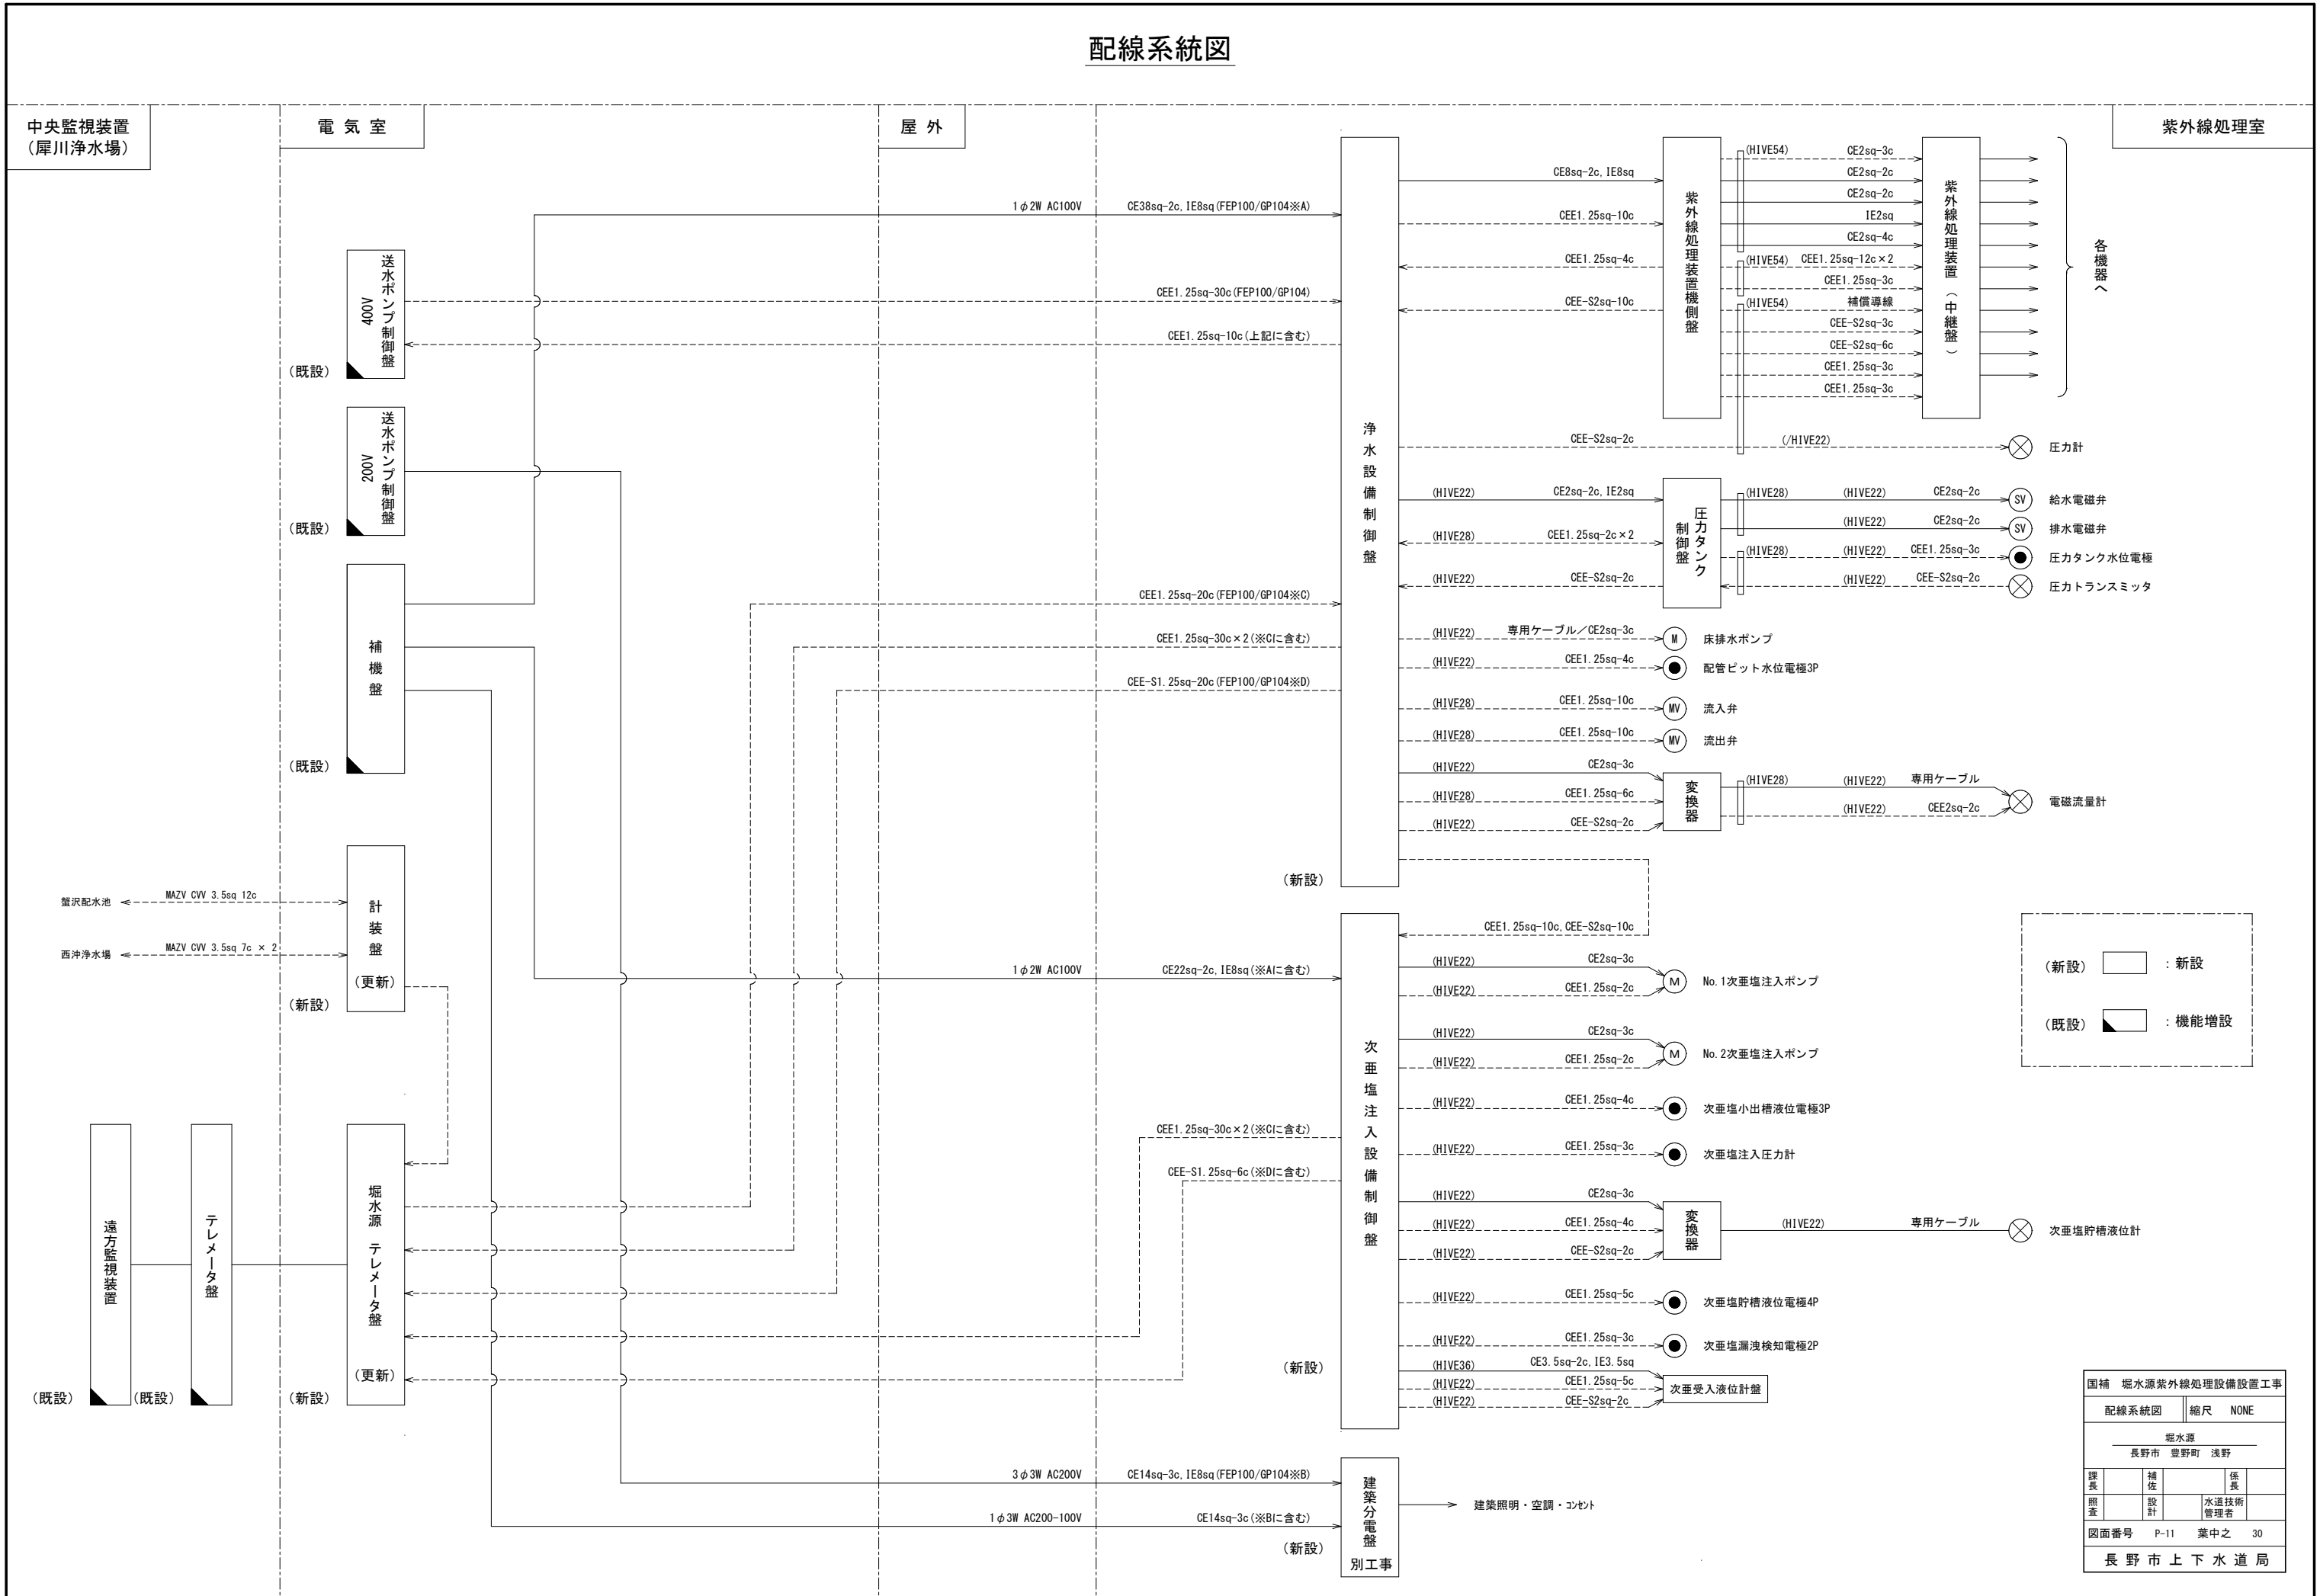 配線系統図
中央監視装置
(犀川浄水場)
電気室
屋外
紫外線処理室
送水ポンプ制御盤
400V
(既設)
送水ポンプ制御盤
200V
(既設)
補機盤
(既設)
蟹沢配水池
MAZV CVV 3.5sq 12c
西沖浄水場
MAZV CVV 3.5sq 7c × 2
計装盤
(更新)
(新設)
遠方監視装置
(既設)
テレメータ盤
(既設)
堀水源 テレメータ盤
(更新)
(新設)
1φ2W AC100V
CE38sq-2c,IE8sq(FEP100/GP104※A)
CEE1.25sq-30c(FEP100/GP104)
CEE1.25sq-10c(上記に含む)
CEE1.25sq-20c(FEP100/GP104※C)
CEE1.25sq-30c×2(※Cに含む)
CEE-S1.25sq-20c(FEP100/GP104※D)
1φ2W AC100V
CE22sq-2c,IE8sq(※Aに含む)
CEE1.25sq-30c×2(※Cに含む)
CEE-S1.25sq-6c(※Dに含む)
3φ3W AC200V
CE14sq-3c,IE8sq(FEP100/GP104※B)
1φ3W AC200-100V
CE14sq-3c(※Bに含む)
浄水設備制御盤
(新設)
CE8sq-2c,IE8sq
CEE1.25sq-10c
CEE1.25sq-4c
CEE-S2sq-10c
紫外線処理装置機側盤
(HIVE54) CE2sq-3c
CE2sq-2c
CE2sq-2c
IE2sq
CE2sq-4c
(HIVE54) CEE1.25sq-12c×2
CEE1.25sq-3c
(HIVE54) 補償導線
CEE-S2sq-3c
CEE-S2sq-6c
CEE1.25sq-3c
CEE1.25sq-3c
紫外線処理装置(中継盤)
各機器へ
CEE-S2sq-2c (/HIVE22) 圧力計
(HIVE22) CE2sq-2c,IE2sq
(HIVE28) CEE1.25sq-2c×2
(HIVE22) CEE-S2sq-2c
圧力タンク
制御盤
(HIVE28) (HIVE22) CE2sq-2c SV 給水電磁弁
(HIVE22) CE2sq-2c SV 排水電磁弁
(HIVE28) (HIVE22) CEE1.25sq-3c 圧力タンク水位電極
(HIVE22) CEE-S2sq-2c 圧力トランスミッタ
(HIVE22) 専用ケーブル/CE2sq-3c M 床排水ポンプ
(HIVE22) CEE1.25sq-4c 配管ピット水位電極3P
(HIVE28) CEE1.25sq-10c MV 流入弁
(HIVE28) CEE1.25sq-10c MV 流出弁
(HIVE22) CE2sq-3c
(HIVE28) CEE1.25sq-6c
(HIVE22) CEE-S2sq-2c
変換器
(HIVE28) (HIVE22) 専用ケーブル
(HIVE22) CEE2sq-2c
電磁流量計
次亜塩注入設備制御盤
(新設)
CEE1.25sq-10c,CEE-S2sq-10c
(HIVE22) CE2sq-3c
(HIVE22) CEE1.25sq-2c
M No.1次亜塩注入ポンプ
(HIVE22) CE2sq-3c
(HIVE22) CEE1.25sq-2c
M No.2次亜塩注入ポンプ
(HIVE22) CEE1.25sq-4c 次亜塩小出槽液位電極3P
(HIVE22) CEE1.25sq-3c 次亜塩注入圧力計
(HIVE22) CE2sq-3c
(HIVE22) CEE1.25sq-4c
(HIVE22) CEE-S2sq-2c
変換器
(HIVE22) 専用ケーブル 次亜塩貯槽液位計
(HIVE22) CEE1.25sq-5c 次亜塩貯槽液位電極4P
(HIVE22) CEE1.25sq-3c 次亜塩漏洩検知電極2P
(HIVE36) CE3.5sq-2c,IE3.5sq
(HIVE22) CEE1.25sq-5c
(HIVE22) CEE-S2sq-2c
次亜受入液位計盤
建築分電盤
別工事
(新設)
建築照明・空調・コンセント
(新設) :新設
(既設) :機能増設
国補 堀水源紫外線処理設備設置工事
配線系統図 縮尺 NONE
堀水源
長野市 豊野町 浅野
課長 補佐 係長
照査 設計 水道技術管理者
図面番号 P-11 葉中之 30
長野市上下水道局